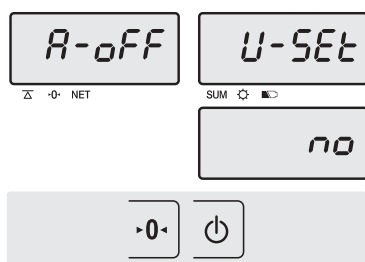 A-oFF U-SEt
-0- NET SUM
no
▸0◂